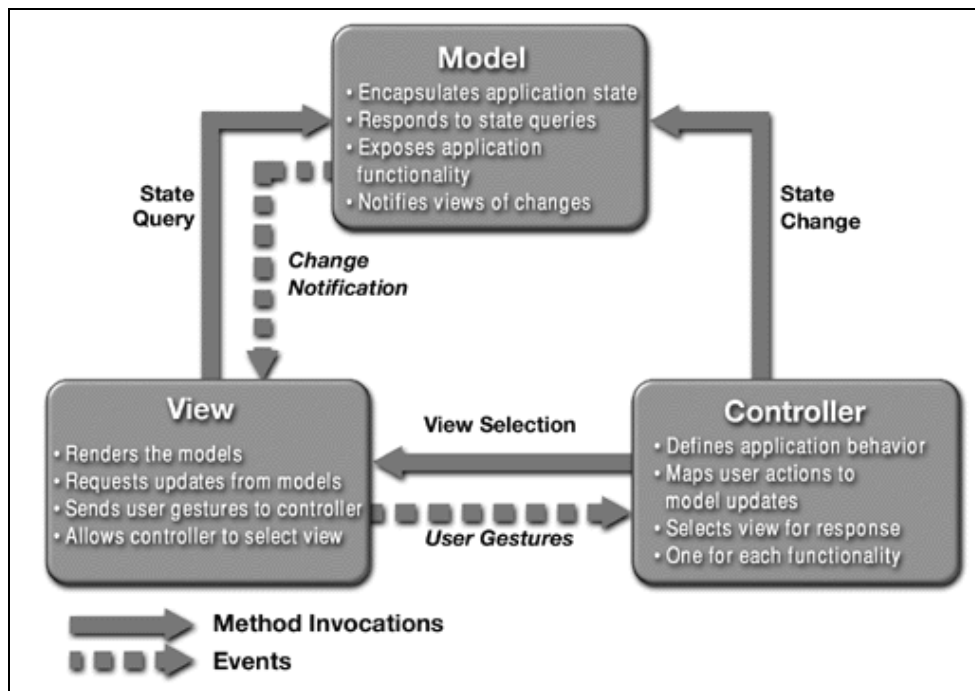 Model
• Encapsulates application state
• Responds to state queries
• Exposes application
functionality
• Notifies views of changes
State
Query
State
Change
Change
Notification
View
• Renders the models
• Requests updates from models
• Sends user gestures to controller
• Allows controller to select view
View Selection
User Gestures
Controller
• Defines application behavior
• Maps user actions to
model updates
• Selects view for response
• One for each functionality
Method Invocations
Events